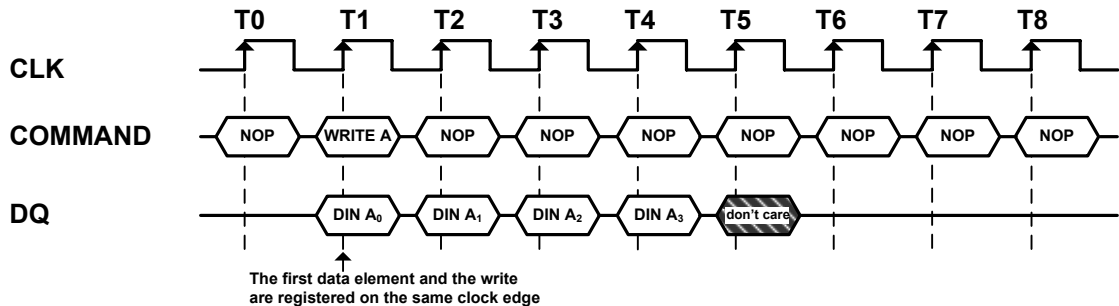 T0 T1 T2 T3 T4 T5 T6 T7 T8
CLK
COMMAND NOP WRITE A NOP NOP NOP NOP NOP NOP NOP
DQ DIN A₀ DIN A₁ DIN A₂ DIN A₃ don't care
The first data element and the write
are registered on the same clock edge